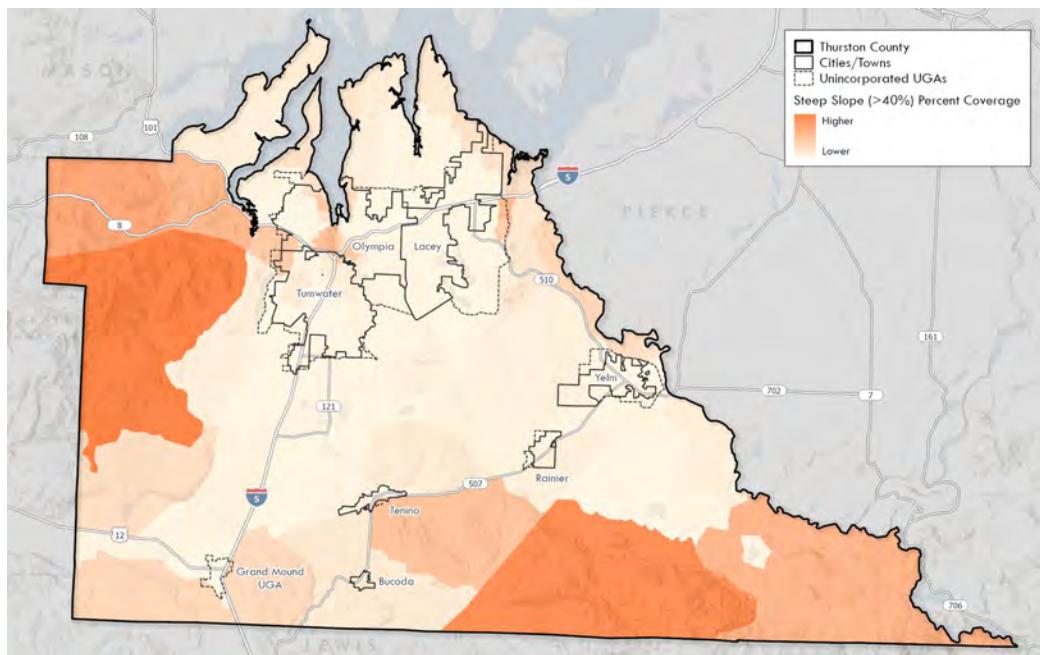 Thurston County
Cities/Towns
Unincorporated UGAs
Steep Slope (>40%) Percent Coverage
Higher
Lower
MASON
108
101
8
5
PIERCE
Olympia
Lacey
510
Tumwater
161
Yelm
702
7
121
507
Rainier
5
Tenino
12
Grand Mound
UGA
Bucoda
706
LEWIS